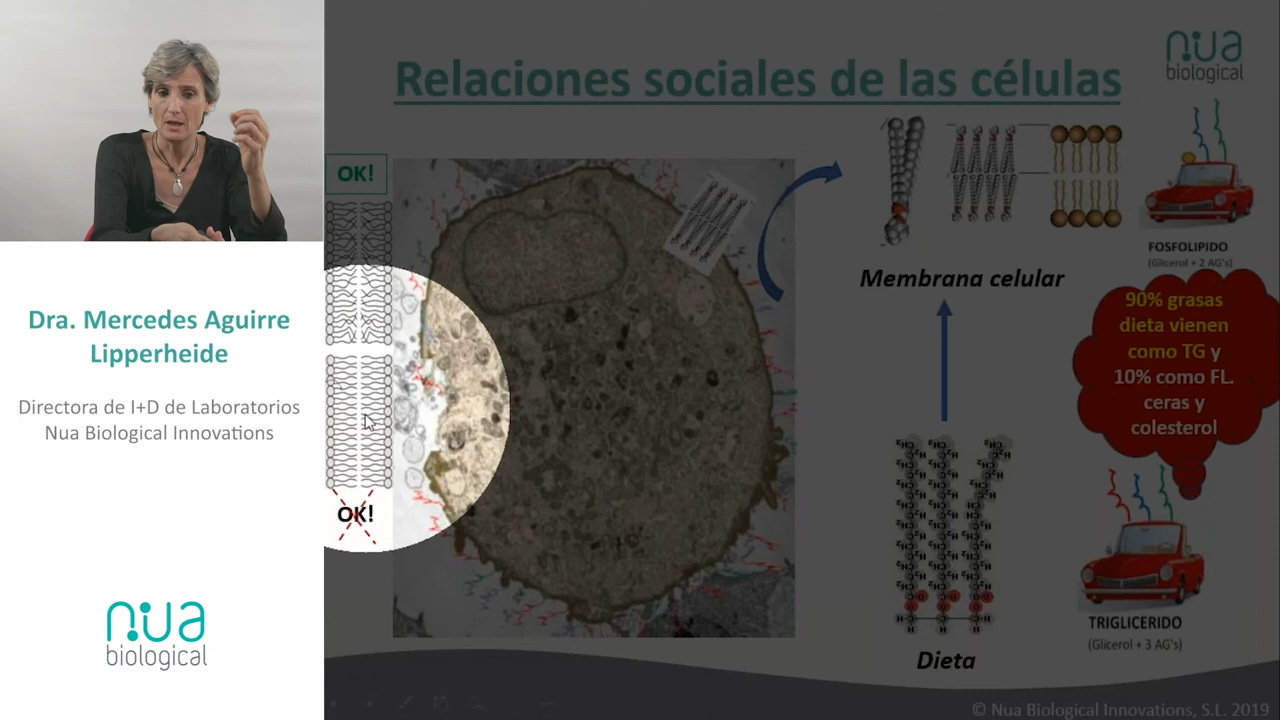 Dra. Mercedes Aguirre
Lipperheide
Directora de I+D de Laboratorios
Nua Biological Innovations
nua
biological
Relaciones sociales de las células
nua
biological
OK!
OK!
Membrana celular
FOSFOLIPIDO
(Glicerol + 2 AG's)
90% grasas
dieta vienen
como TG y
10% como FL.
ceras y
colesterol
TRIGLICERIDO
(Glicerol + 3 AG's)
Dieta
© Nua Biological Innovations, S.L. 2019